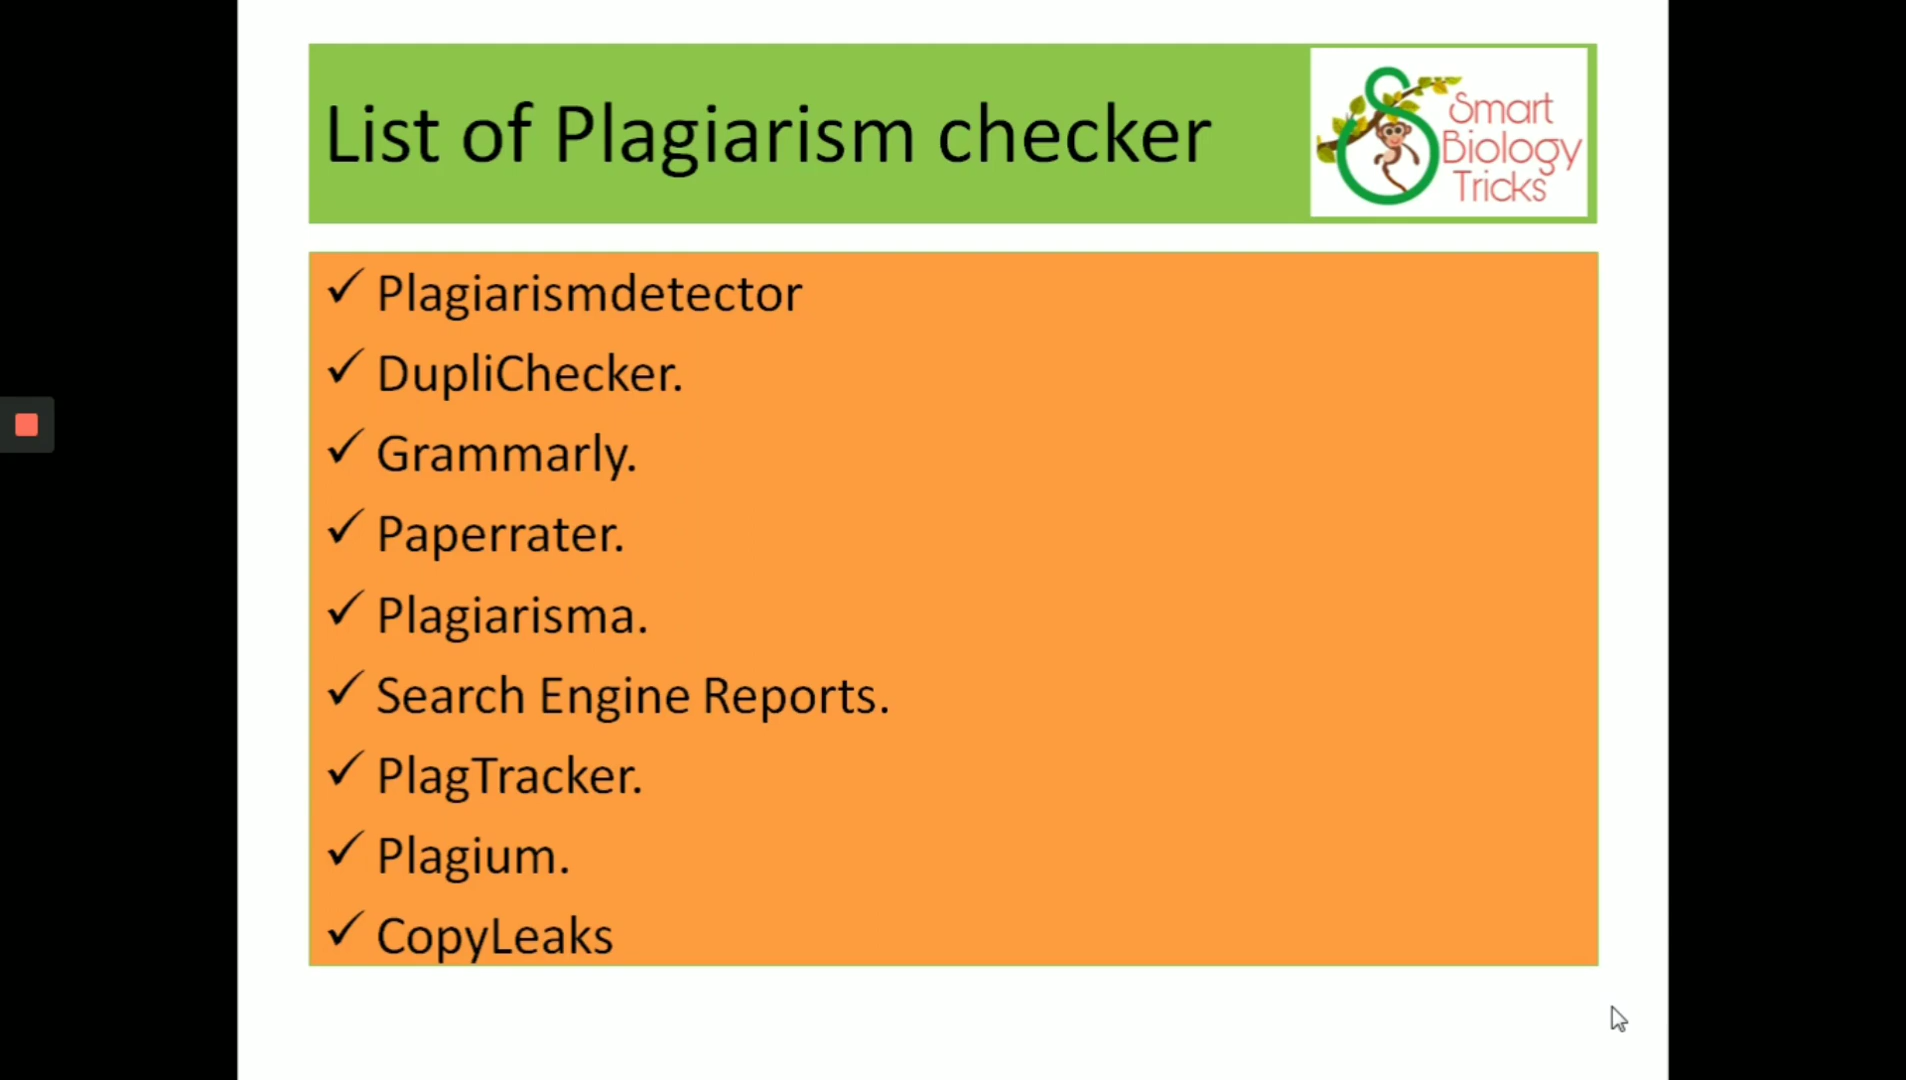 List of Plagiarism checker
Smart
Biology
Tricks
✓ Plagiarismdetector
✓ DupliChecker.
✓ Grammarly.
✓ Paperrater.
✓ Plagiarisma.
✓ Search Engine Reports.
✓ PlagTracker.
✓ Plagium.
✓ CopyLeaks